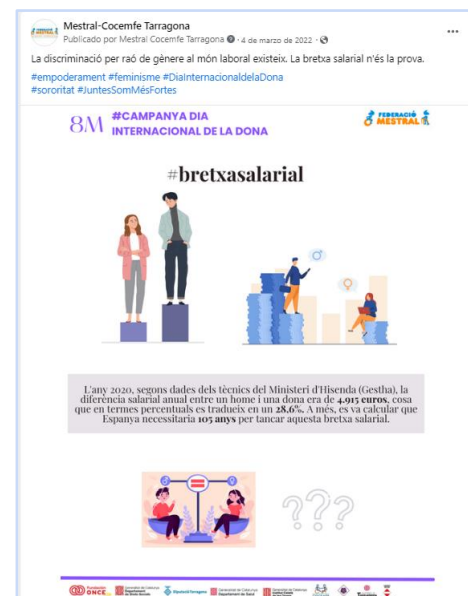 Mestral-Cocemfe Tarragona
Publicado por Mestral Cocemfe Tarragona · 4 de marzo de 2022 ·
La discriminació per raó de gènere al món laboral existeix. La bretxa salarial n'és la prova.
#empoderament #feminisme #DiaInternacionaldelaDona
#sororitat #JuntesSomMésFortes
8M #CAMPANYA DIA
INTERNACIONAL DE LA DONA
FEDERACIÓ
MESTRAL
#bretxasalarial
L'any 2020, segons dades dels tècnics del Ministeri d'Hisenda (Gestha), la
diferència salarial anual entre un home i una dona era de 4.915 euros, cosa
que en termes percentuals es tradueix en un 28,6%. A més, es va calcular que
Espanya necessitaria 105 anys per tancar aquesta bretxa salarial.
???
Fundación
ONCE
Diputació Tarragona